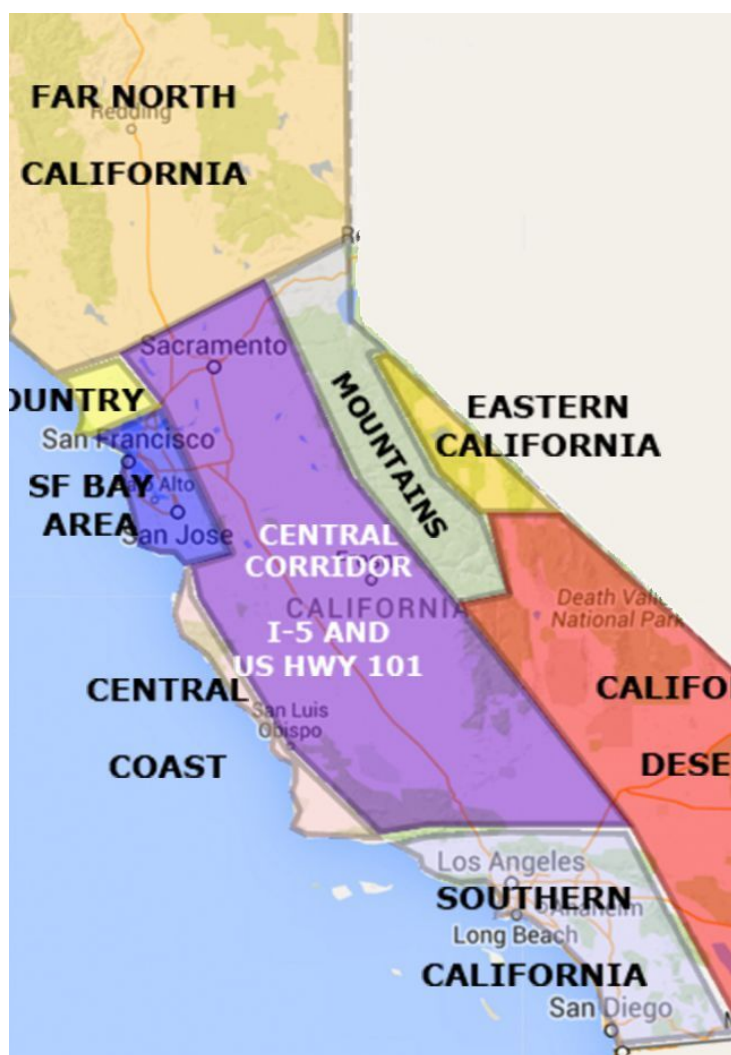 FAR NORTH
Redding
CALIFORNIA
Sacramento
OUNTRY
San Francisco
SF BAY
Alto
AREA
San Jose
MOUNTAINS
EASTERN
CALIFORNIA
CENTRAL
CORRIDOR
CALIFORNIA
I-5 AND
US HWY 101
Death Valle
National Park
CENTRAL
San Luis
Obispo
COAST
CALIFO
DESE
Los Angeles
SOUTHERN
Anaheim
Long Beach
CALIFORNIA
San Diego